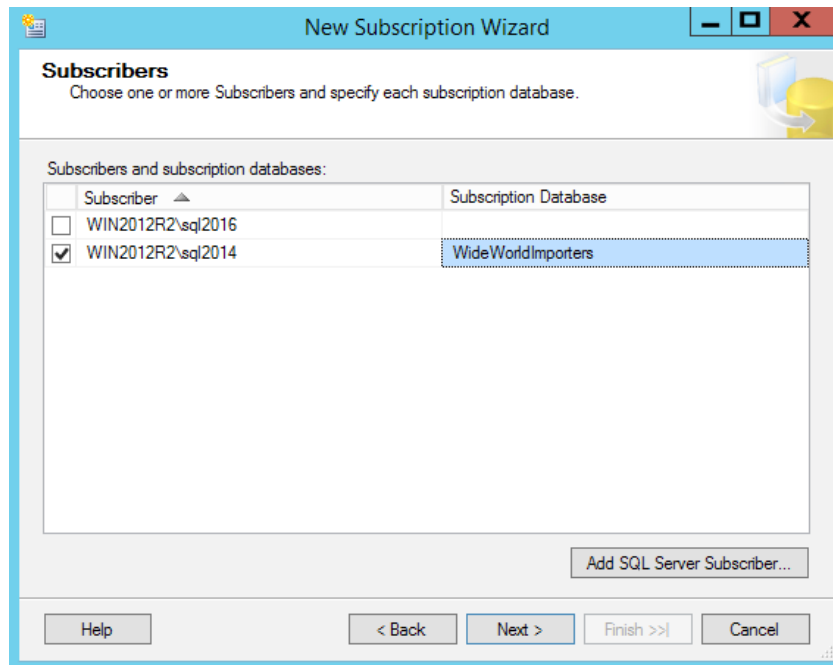 New Subscription Wizard
Subscribers
Choose one or more Subscribers and specify each subscription database.
Subscribers and subscription databases:
Subscriber Subscription Database
WIN2012R2\sql2016
WIN2012R2\sql2014 WideWorldImporters
Add SQL Server Subscriber...
Help < Back Next > Finish >>| Cancel